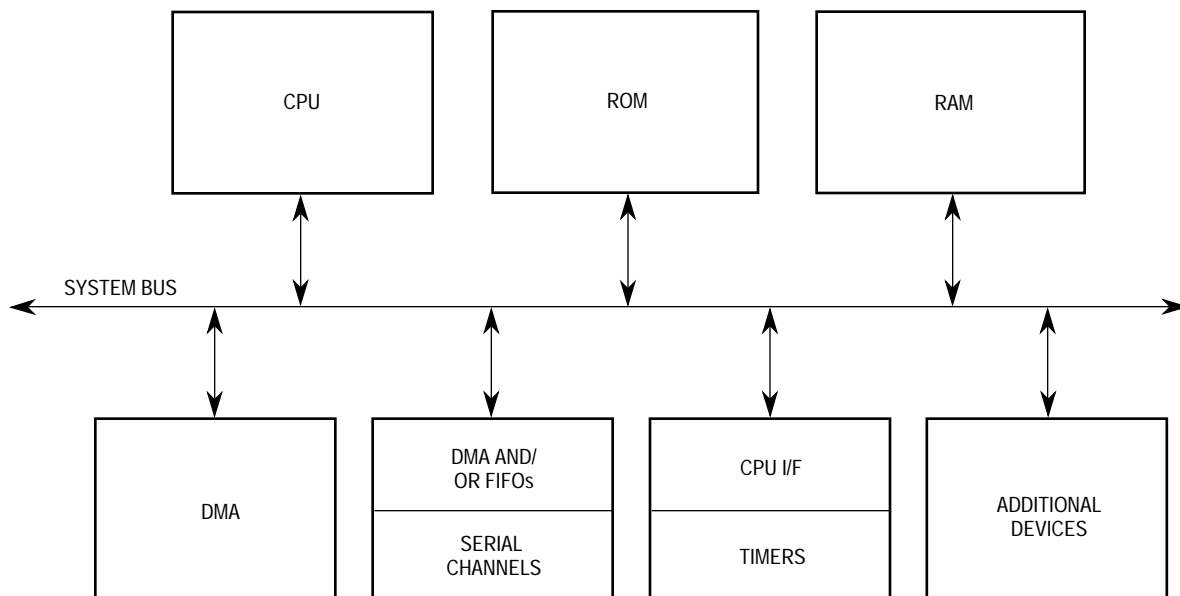 CPU
ROM
RAM
SYSTEM BUS
DMA
DMA AND/
OR FIFOs
SERIAL
CHANNELS
CPU I/F
TIMERS
ADDITIONAL
DEVICES